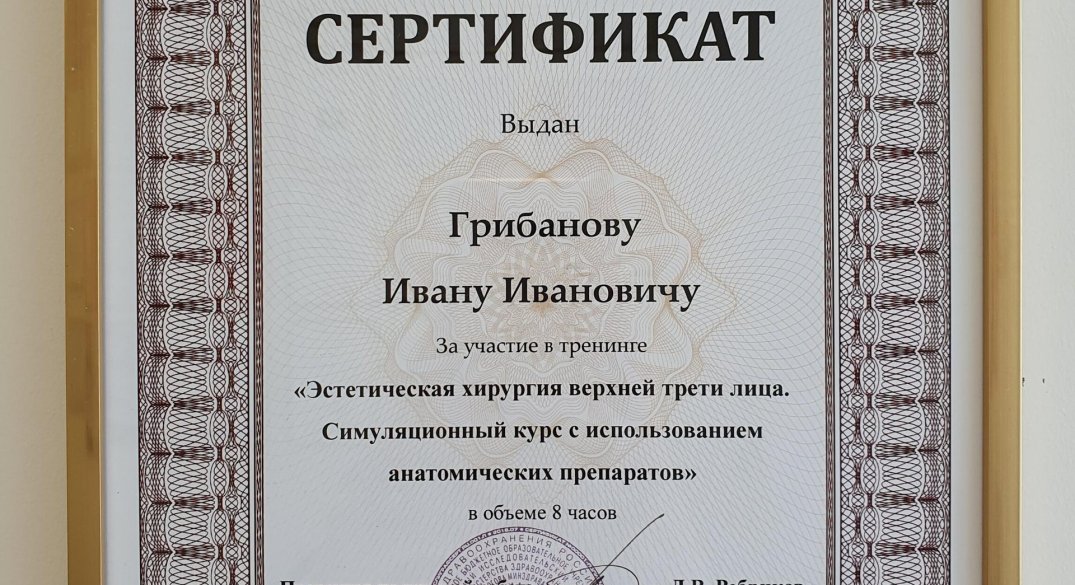 СЕРТИФИКАТ
Выдан
Грибанову
Ивану Ивановичу
За участие в тренинге
«Эстетическая хирургия верхней трети лица.
Симуляционный курс с использованием
анатомических препаратов»
в объеме 8 часов